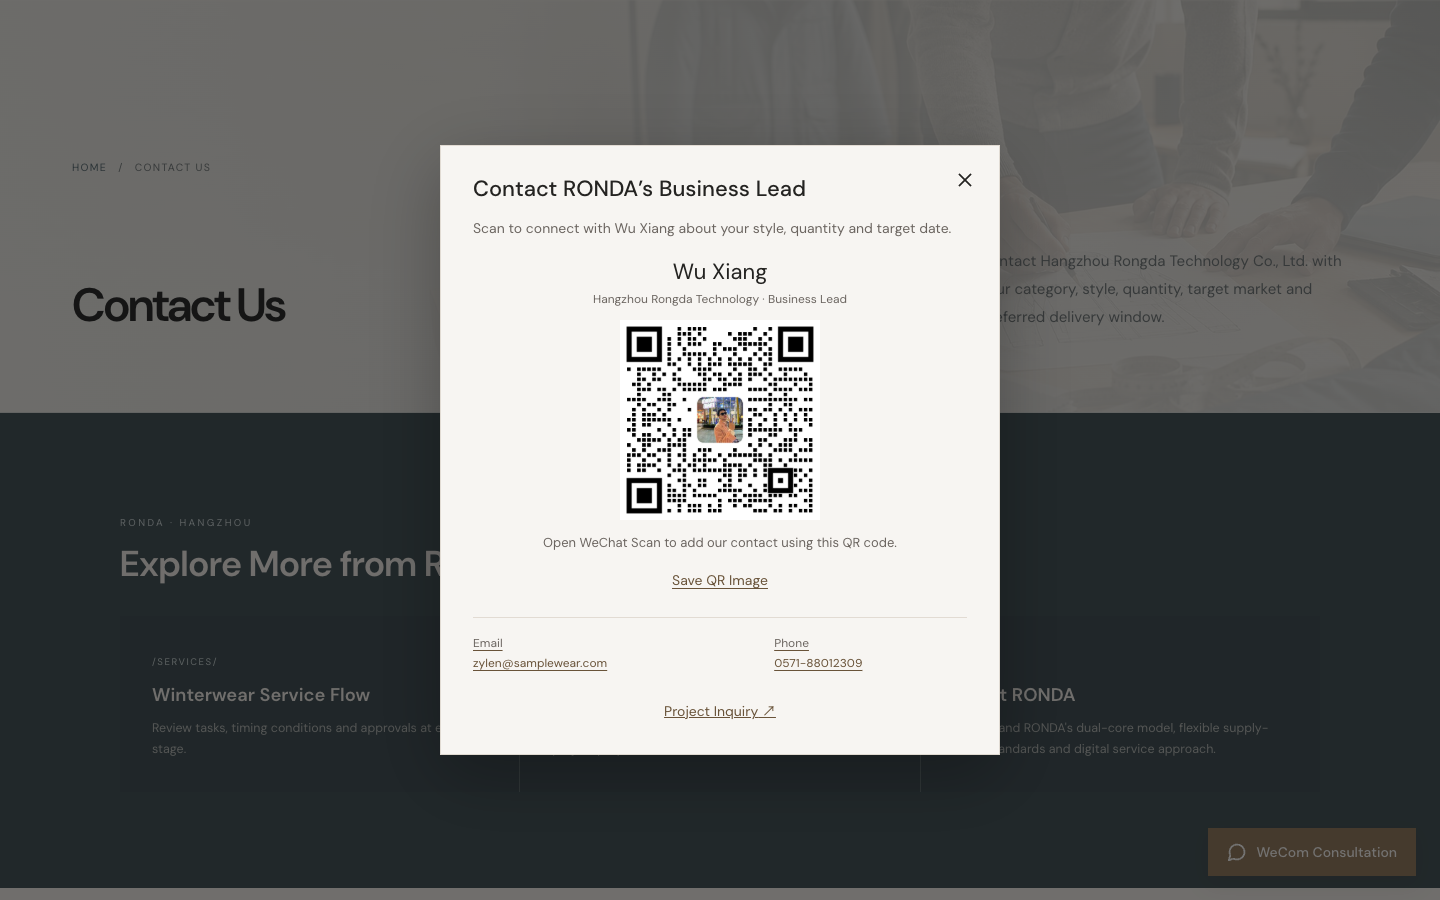 HOME / CONTACT US
Contact Us
ntact Hangzhou Rongda Technology Co., Ltd. with
ur category, style, quantity, target market and
eferred delivery window.
Contact RONDA’s Business Lead
Scan to connect with Wu Xiang about your style, quantity and target date.
Wu Xiang
Hangzhou Rongda Technology · Business Lead
Open WeChat Scan to add our contact using this QR code.
Save QR Image
Email
zylen@samplewear.com
Phone
0571-88012309
Project Inquiry ↗
RONDA · HANGZHOU
Explore More from R
/SERVICES/
Winterwear Service Flow
Review tasks, timing conditions and approvals at e
stage.
t RONDA
and RONDA's dual-core model, flexible supply-
andards and digital service approach.
WeCom Consultation